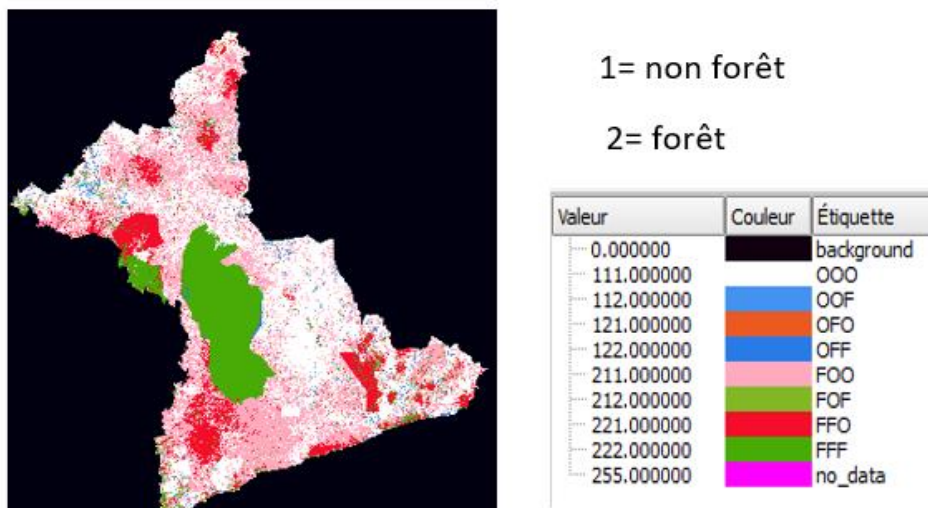 1= non forêt
2= forêt
Valeur Couleur Étiquette
0.000000 background
111.000000 OOO
112.000000 OOF
121.000000 OFO
122.000000 OFF
211.000000 FOO
212.000000 FOF
221.000000 FFO
222.000000 FFF
255.000000 no_data